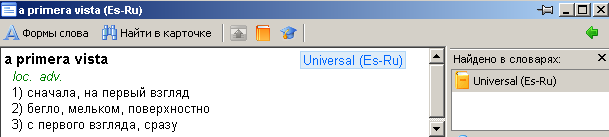 a primera vista (Es-Ru)
Формы слова Найти в карточке
a primera vista Universal (Es-Ru)
loc. adv.
1) сначала, на первый взгляд
2) бегло, мельком, поверхностно
3) с первого взгляда, сразу
Найдено в словарях:
Universal (Es-Ru)